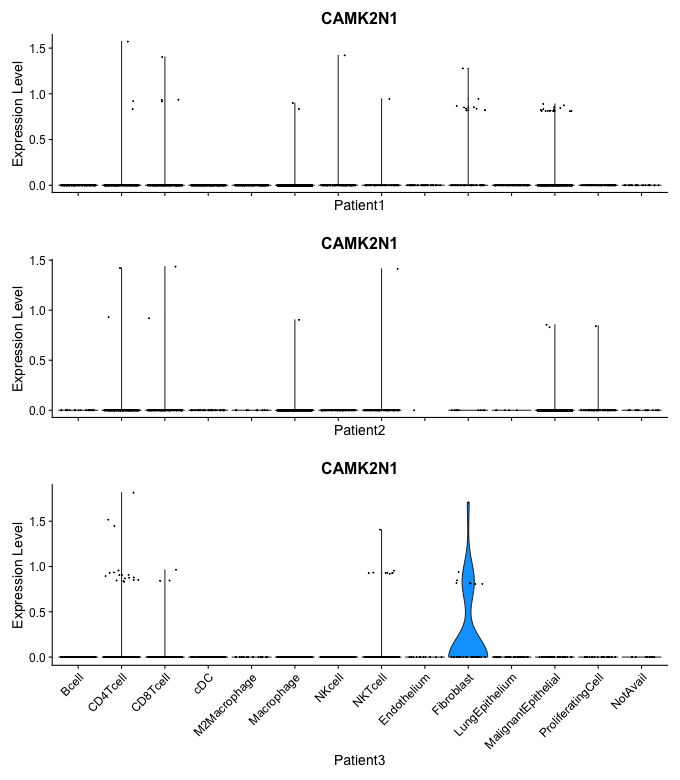 CAMK2N1
Expression Level
1.5
1.0
0.5
0.0
Patient1
CAMK2N1
Expression Level
1.5
1.0
0.5
0.0
Patient2
CAMK2N1
Expression Level
1.5
1.0
0.5
0.0
Bcell
CD4Tcell
CD8Tcell
cDC
M2Macrophage
Macrophage
NKcell
NKTcell
Endothelium
Fibroblast
LungEpithelium
MalignantEpithelial
ProliferatingCell
NotAvail
Patient3